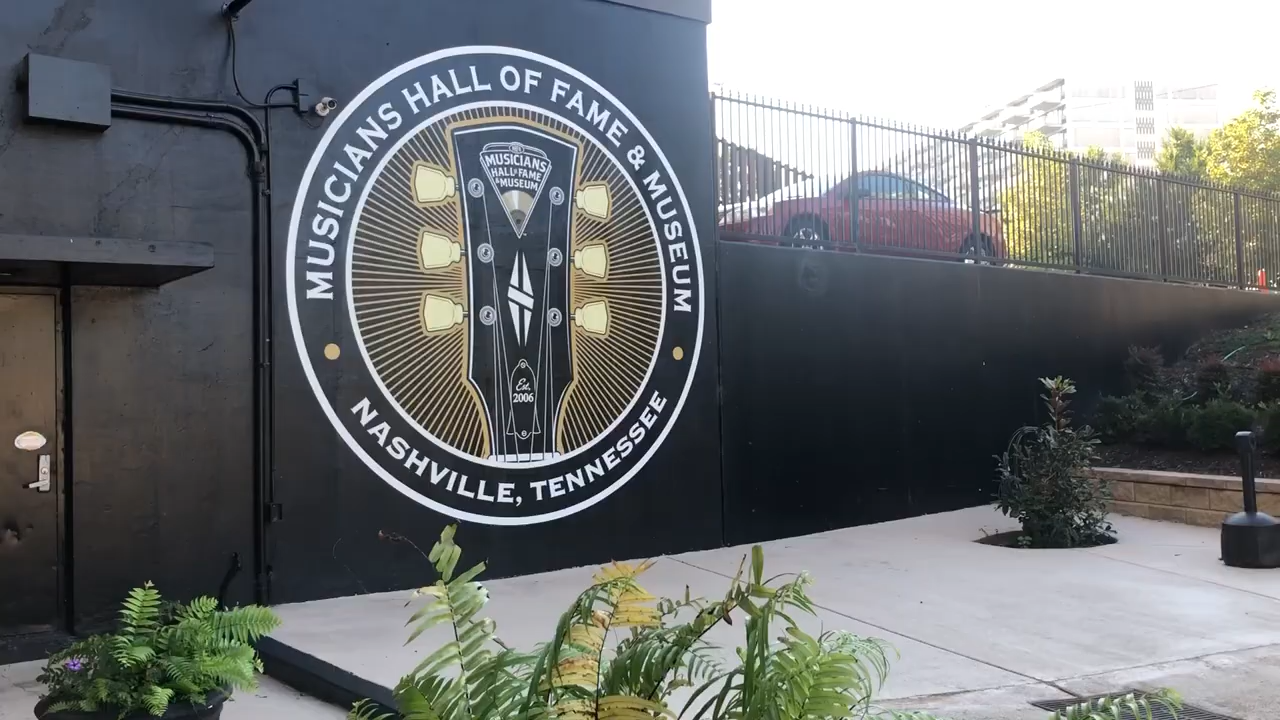 MUSICIANS HALL OF FAME & MUSEUM
MUSICIANS
HALL OF FAME
& MUSEUM
Est.
2006
NASHVILLE, TENNESSEE